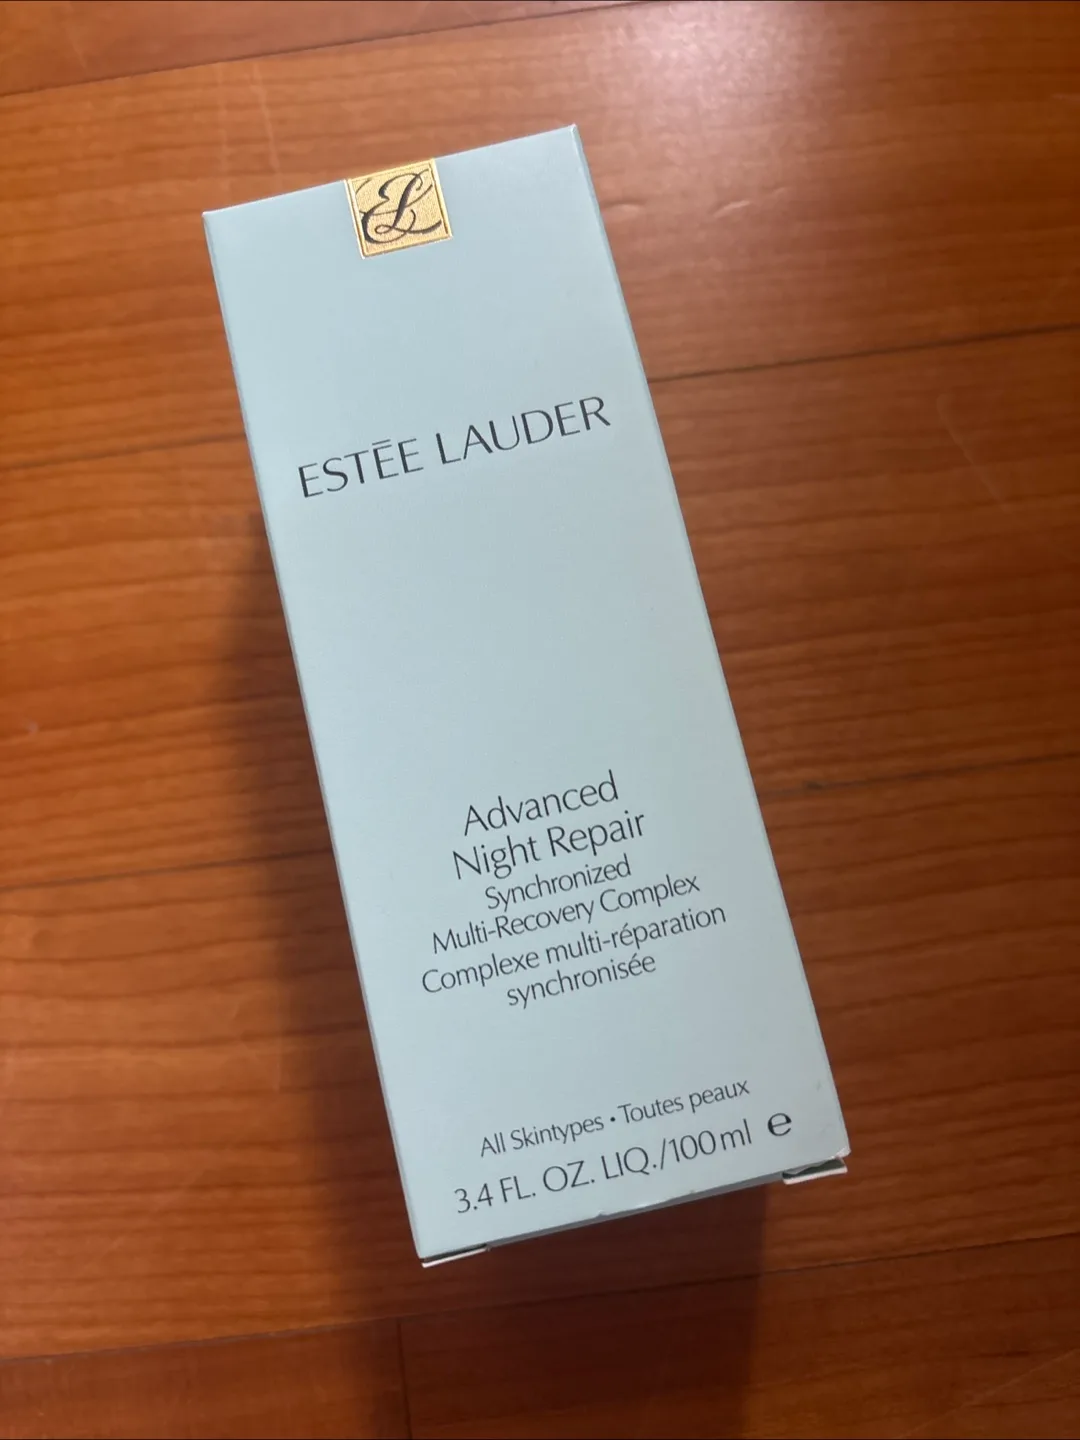 EL
ESTĒE LAUDER
Advanced
Night Repair
Synchronized
Multi-Recovery Complex
Complexe multi-réparation
synchronisée
All Skintypes • Toutes peaux
3.4 FL. OZ. LIQ./100 ml ℮